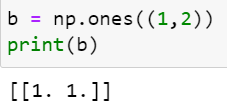 b = np.ones((1,2))
print(b)
[[1. 1.]]